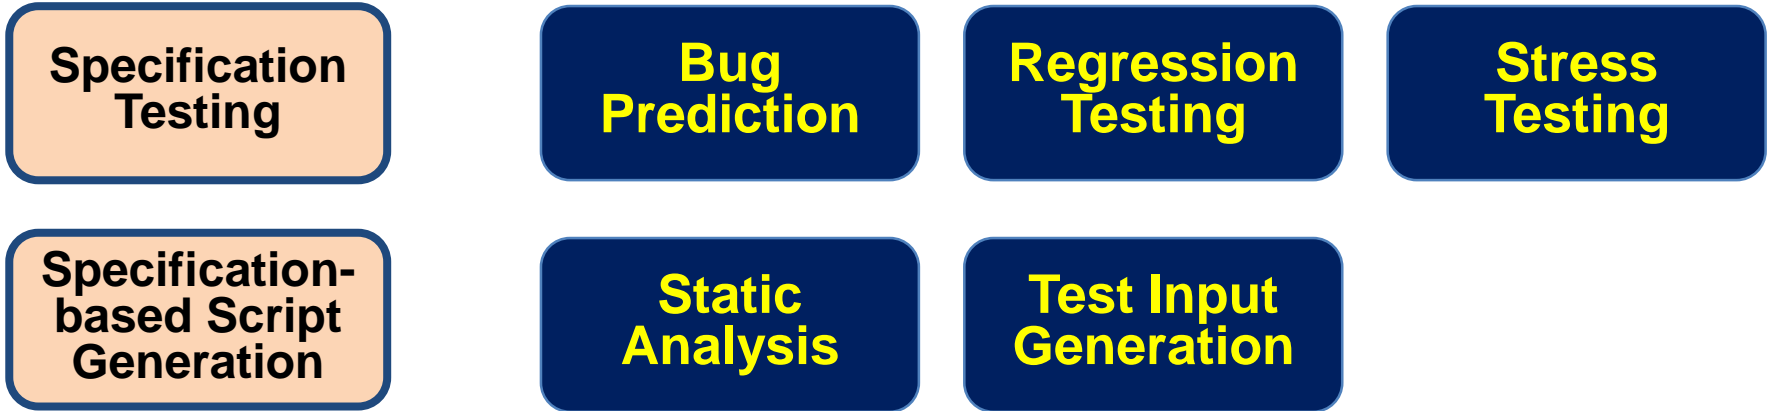 Specification
Testing
Bug
Prediction
Regression
Testing
Stress
Testing
Specification-
based Script
Generation
Static
Analysis
Test Input
Generation